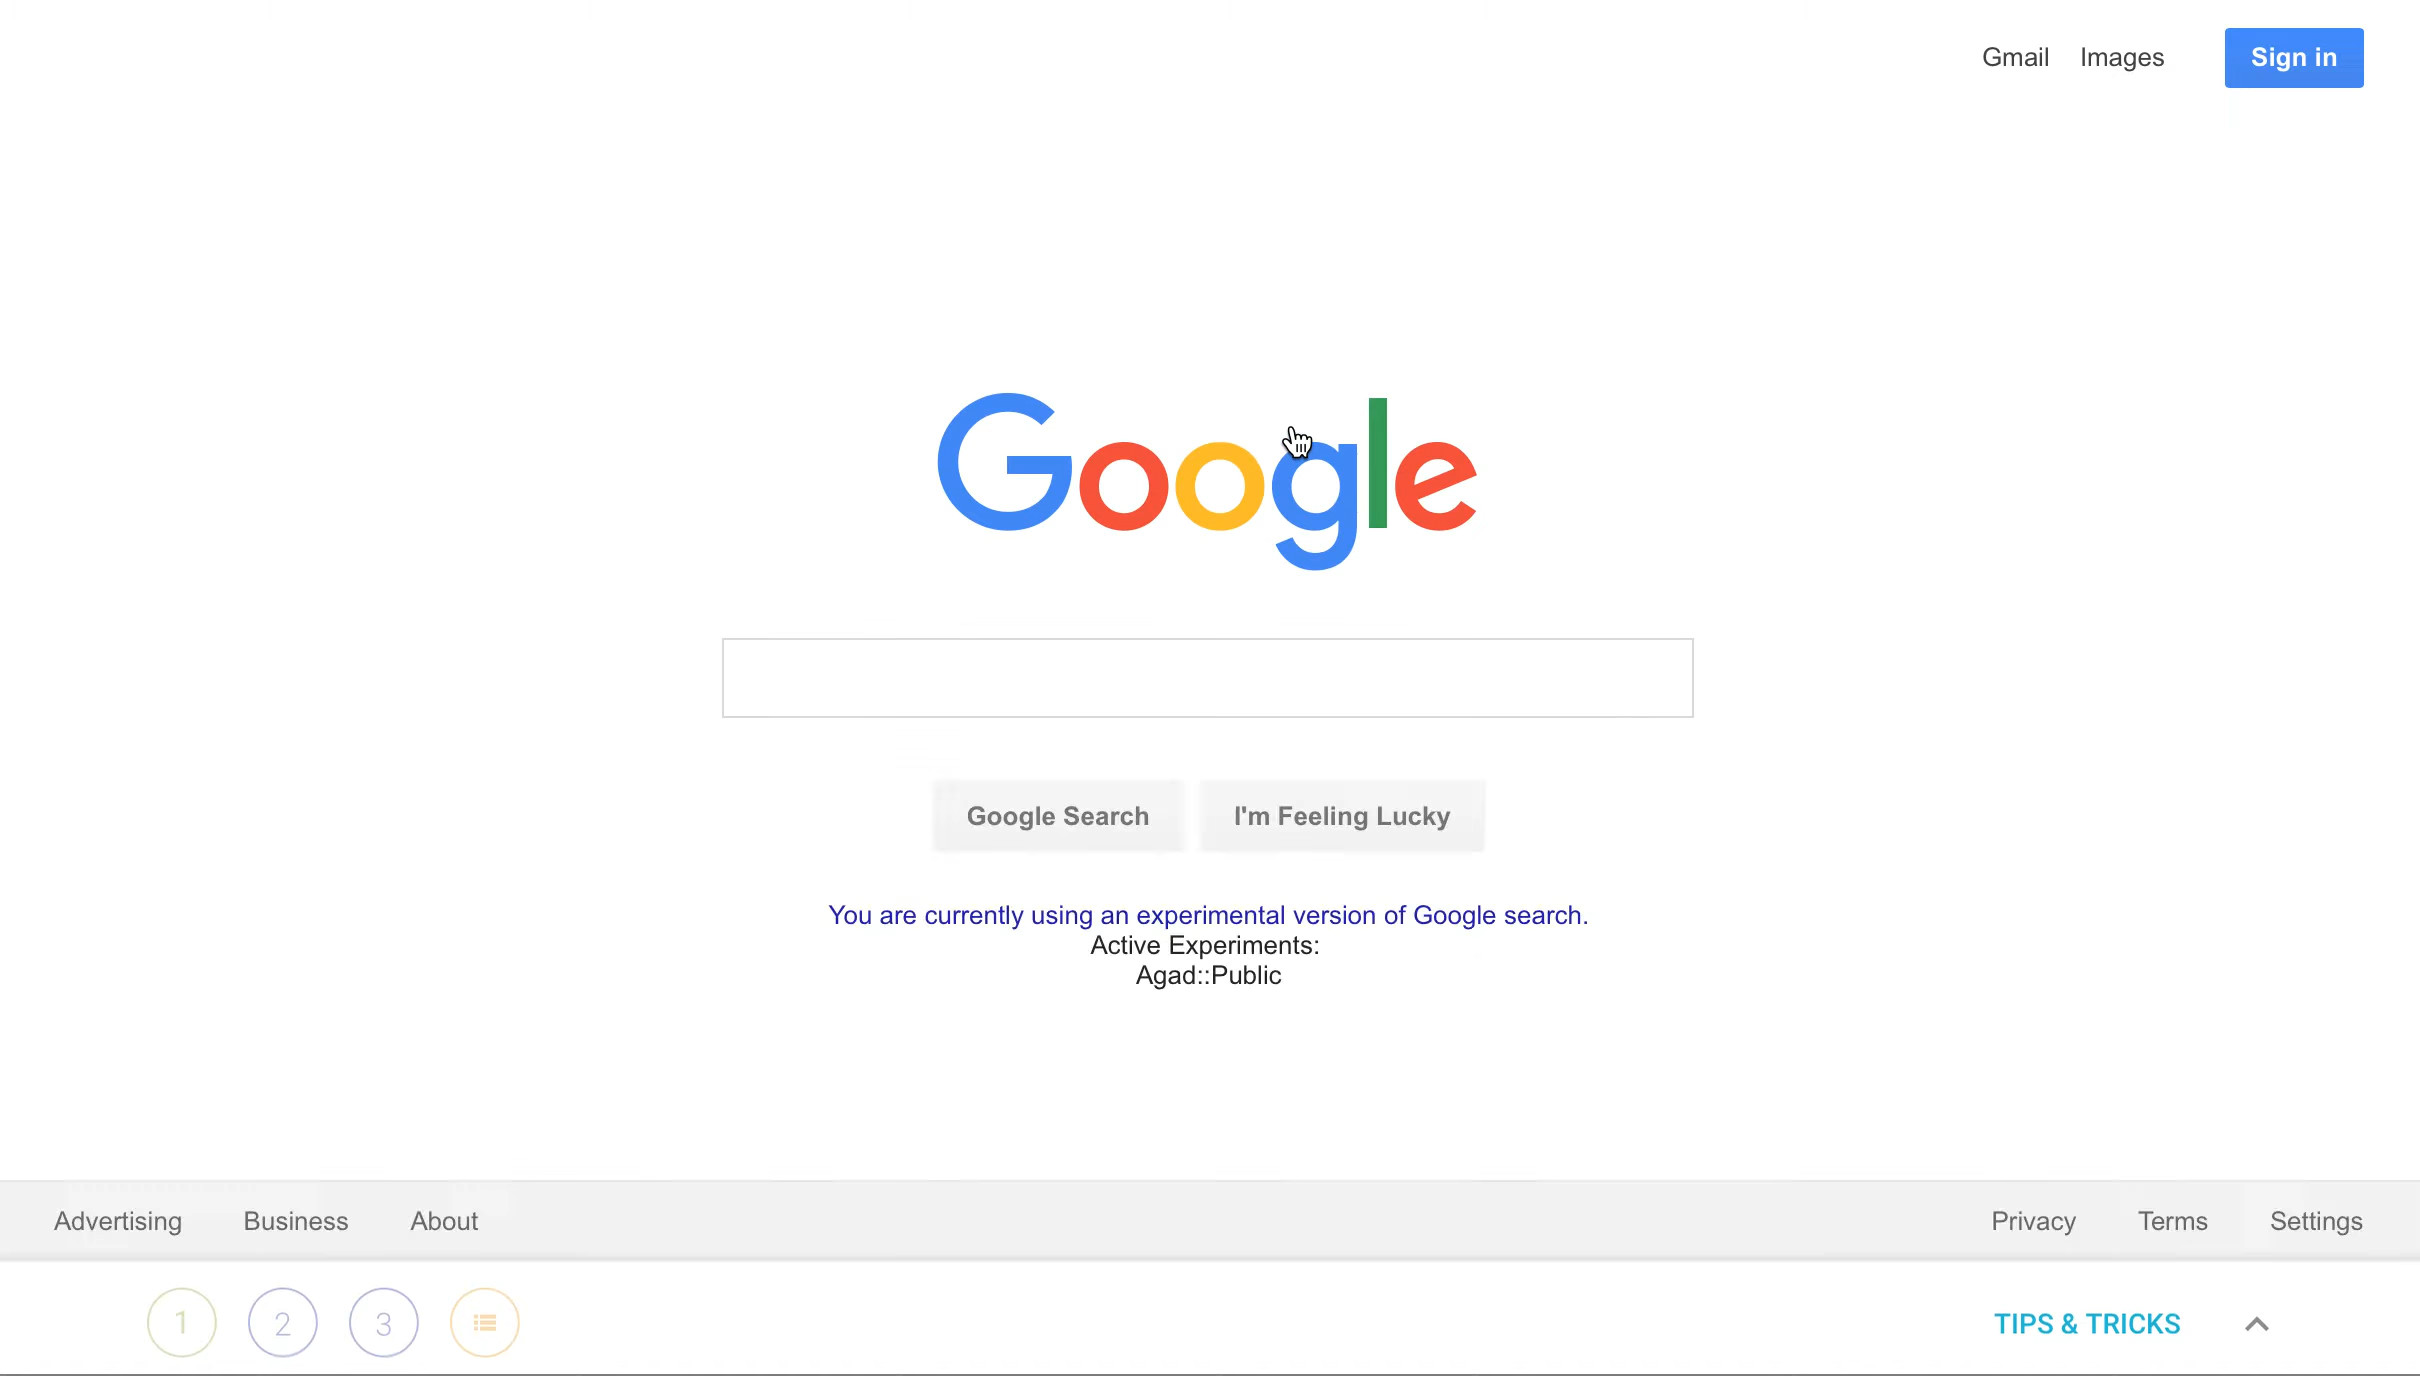 Gmail Images Sign in
Google
Google Search I'm Feeling Lucky
You are currently using an experimental version of Google search.
Active Experiments:
Agad::Public
Advertising Business About Privacy Terms Settings
1 2 3 TIPS & TRICKS